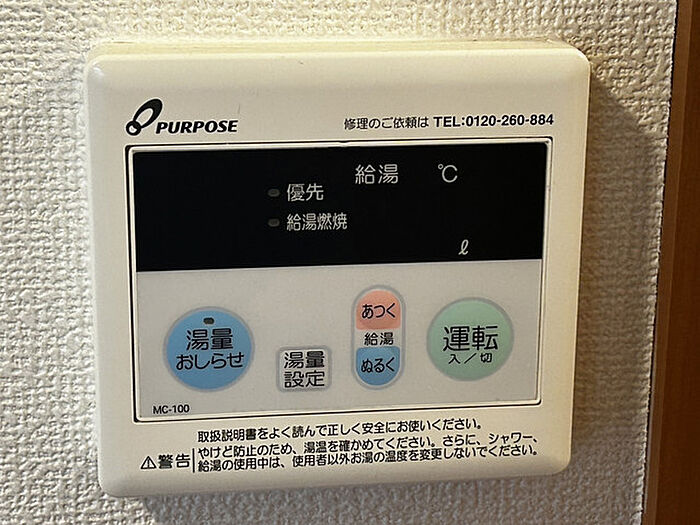 PURPOSE
修理のご依頼は TEL:0120-260-884
給湯 ℃
優先
給湯燃焼
ℓ
湯量
おしらせ
湯量
設定
あつく
給湯
ぬるく
運転
入/切
MC-100
取扱説明書をよく読んで正しく安全にお使いください。
⚠警告
やけど防止のため、湯温を確かめてください。さらに、シャワー、
給湯の使用中は、使用者以外お湯の温度を変更しないでください。